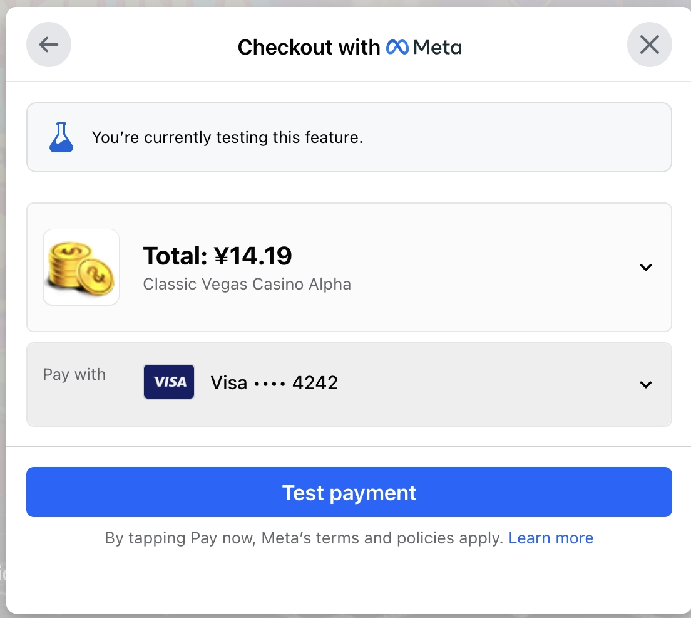 Checkout with Meta
You're currently testing this feature.
Total: ¥14.19
Classic Vegas Casino Alpha
Pay with
VISA
Visa •••• 4242
Test payment
By tapping Pay now, Meta's terms and policies apply. Learn more